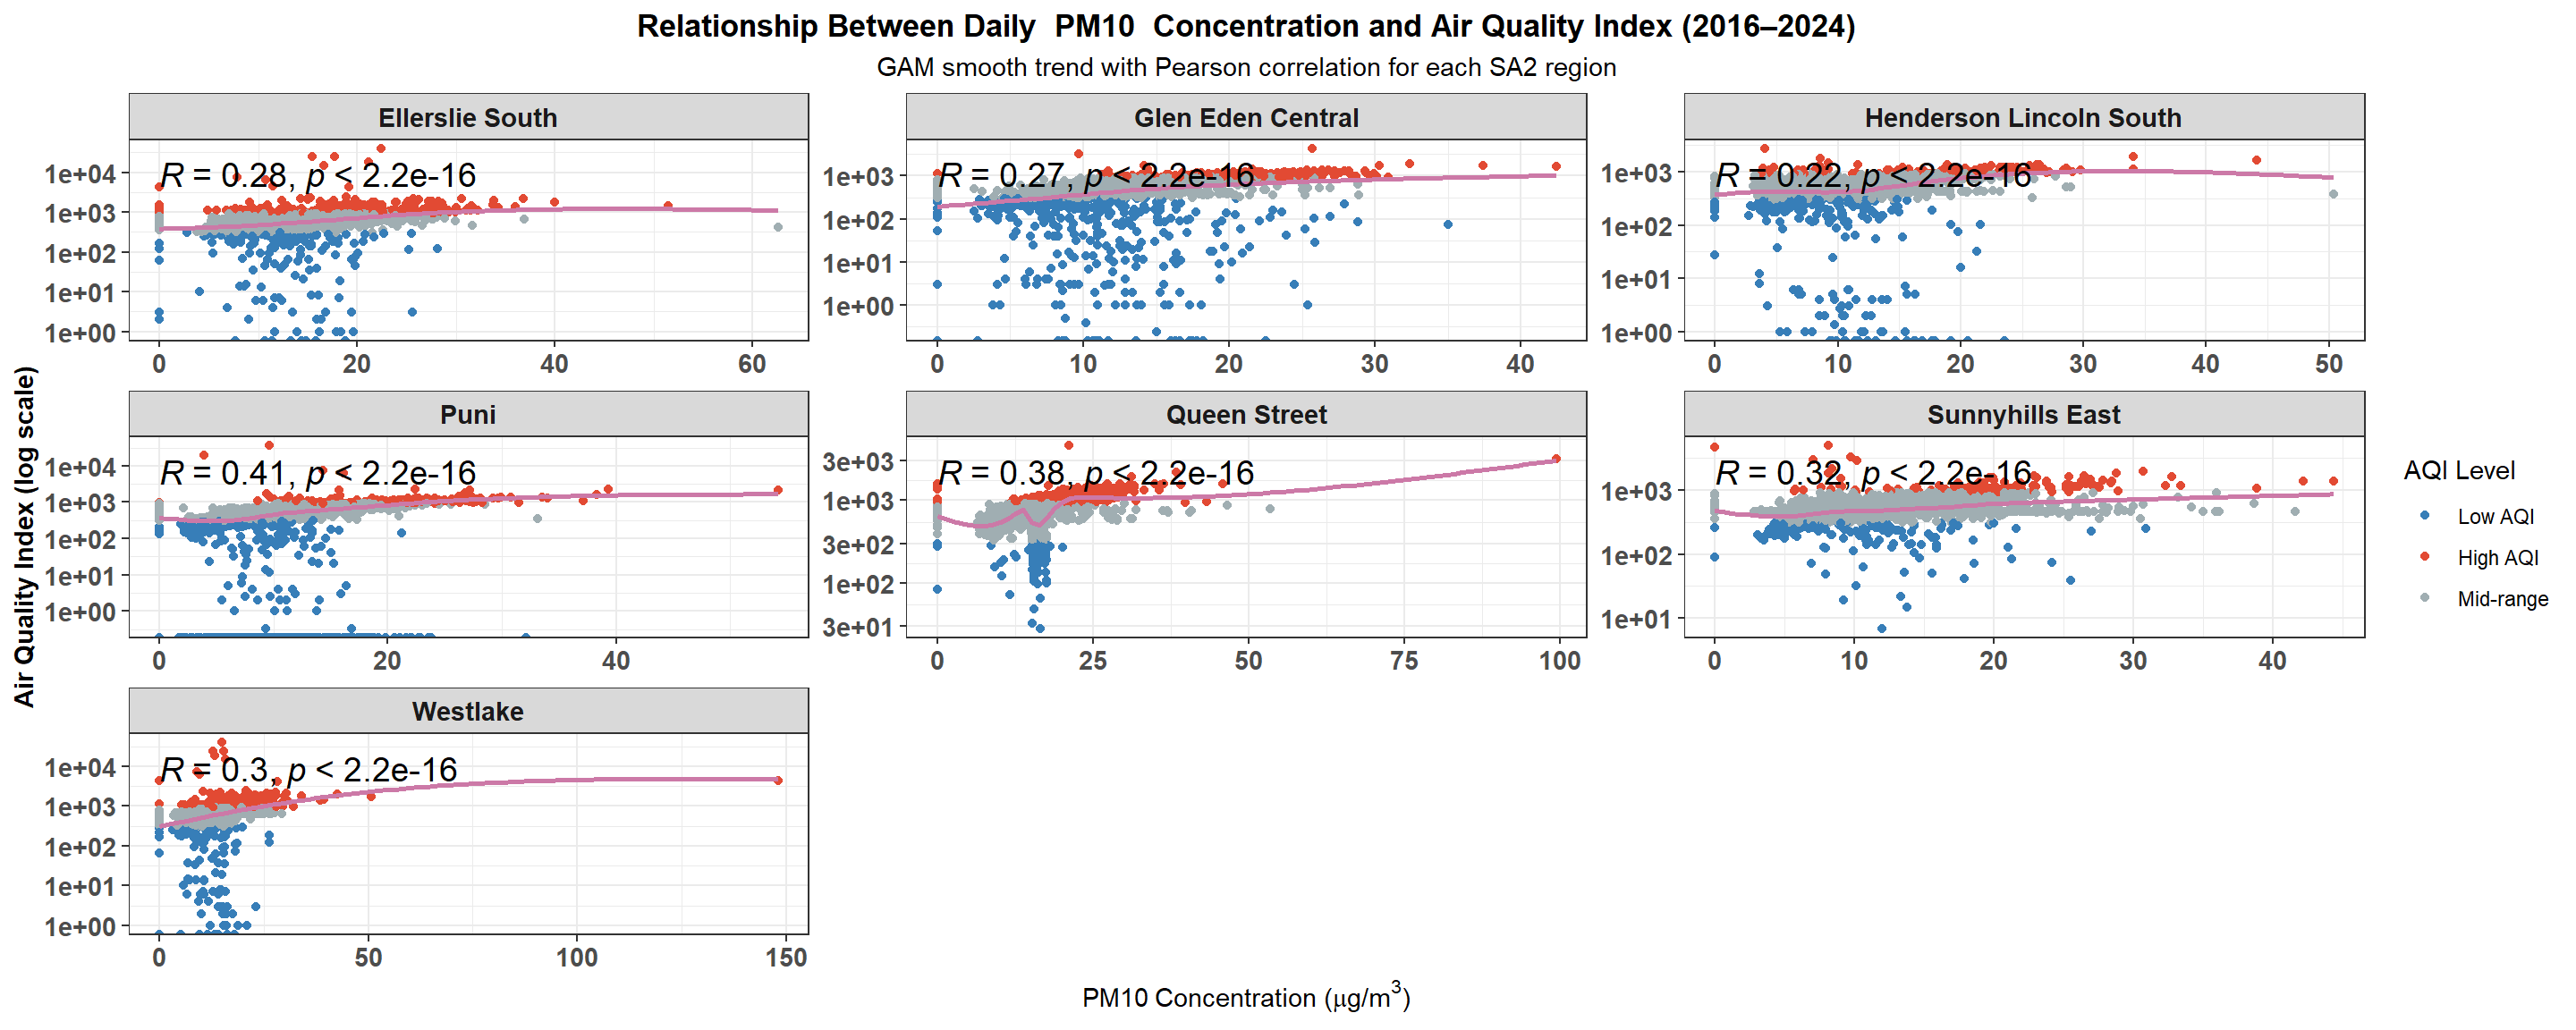 Relationship Between Daily  PM10  Concentration and Air Quality Index (2016–2024)
GAM smooth trend with Pearson correlation for each SA2 region
Air Quality Index (log scale)
Ellerslie South
R = 0.28, p < 2.2e-16
1e+04
1e+03
1e+02
1e+01
1e+00
0 20 40 60
Glen Eden Central
R = 0.27, p < 2.2e-16
1e+03
1e+02
1e+01
1e+00
0 10 20 30 40
Henderson Lincoln South
R = 0.22, p < 2.2e-16
1e+03
1e+02
1e+01
1e+00
0 10 20 30 40 50
Puni
R = 0.41, p < 2.2e-16
1e+04
1e+03
1e+02
1e+01
1e+00
0 20 40
Queen Street
R = 0.38, p < 2.2e-16
3e+03
1e+03
3e+02
1e+02
3e+01
0 25 50 75 100
Sunnyhills East
R = 0.32, p < 2.2e-16
1e+03
1e+02
1e+01
0 10 20 30 40
Westlake
R = 0.3, p < 2.2e-16
1e+04
1e+03
1e+02
1e+01
1e+00
0 50 100 150
PM10 Concentration (μg/m³)
AQI Level
Low AQI
High AQI
Mid-range